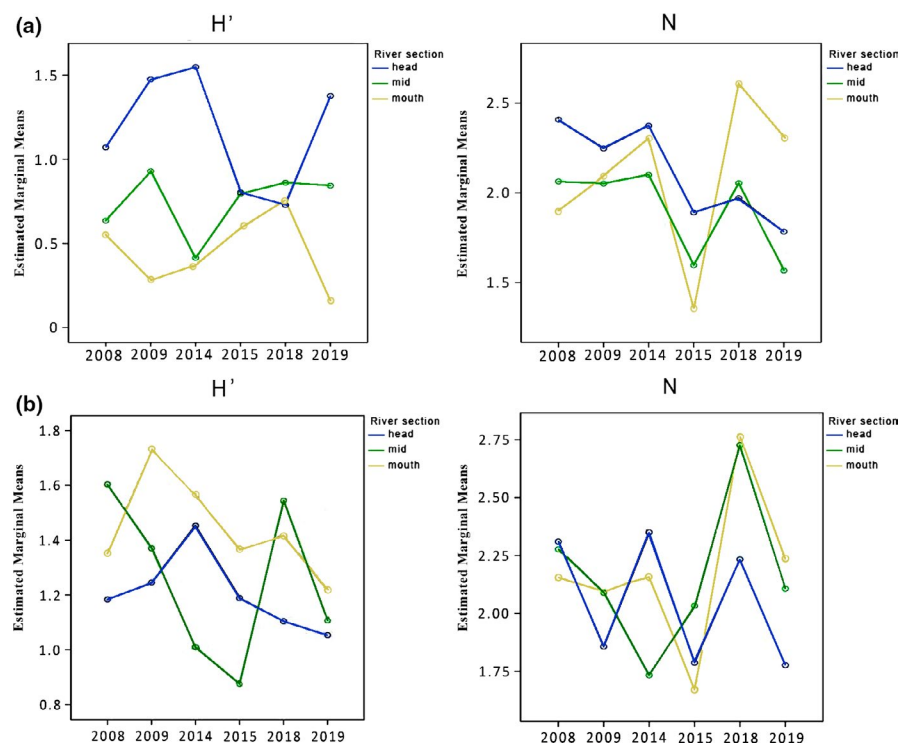 (a)
H’
Estimated Marginal Means
1.5
1.0
0.5
0
2008 2009 2014 2015 2018 2019
River section
head
mid
mouth
N
Estimated Marginal Means
2.5
2.0
1.5
2008 2009 2014 2015 2018 2019
River section
head
mid
mouth
(b)
H’
Estimated Marginal Means
1.8
1.6
1.4
1.2
1.0
0.8
2008 2009 2014 2015 2018 2019
River section
head
mid
mouth
N
Estimated Marginal Means
2.75
2.50
2.25
2.00
1.75
2008 2009 2014 2015 2018 2019
River section
head
mid
mouth